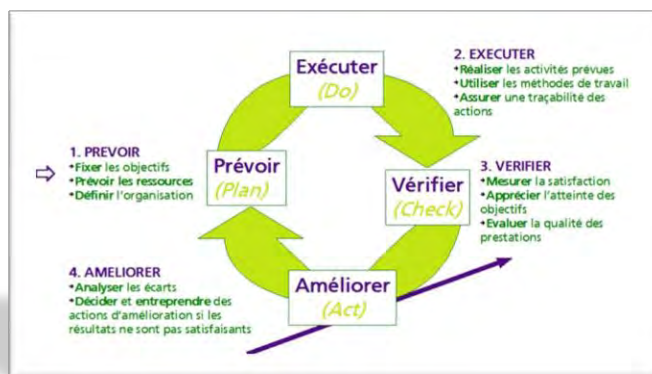 Exécuter
(Do)
2. EXECUTER
•Réaliser les activités prévues
•Utiliser les méthodes de travail
•Assurer une traçabilité des
actions
1. PREVOIR
•Fixer les objectifs
•Prévoir les ressources
•Définir l'organisation
Prévoir
(Plan)
Vérifier
(Check)
3. VERIFIER
•Mesurer la satisfaction
•Apprécier l'atteinte des
objectifs
•Evaluer la qualité des
prestations
4. AMELIORER
•Analyser les écarts
•Décider et entreprendre des
actions d'amélioration si les
résultats ne sont pas satisfaisants
Améliorer
(Act)